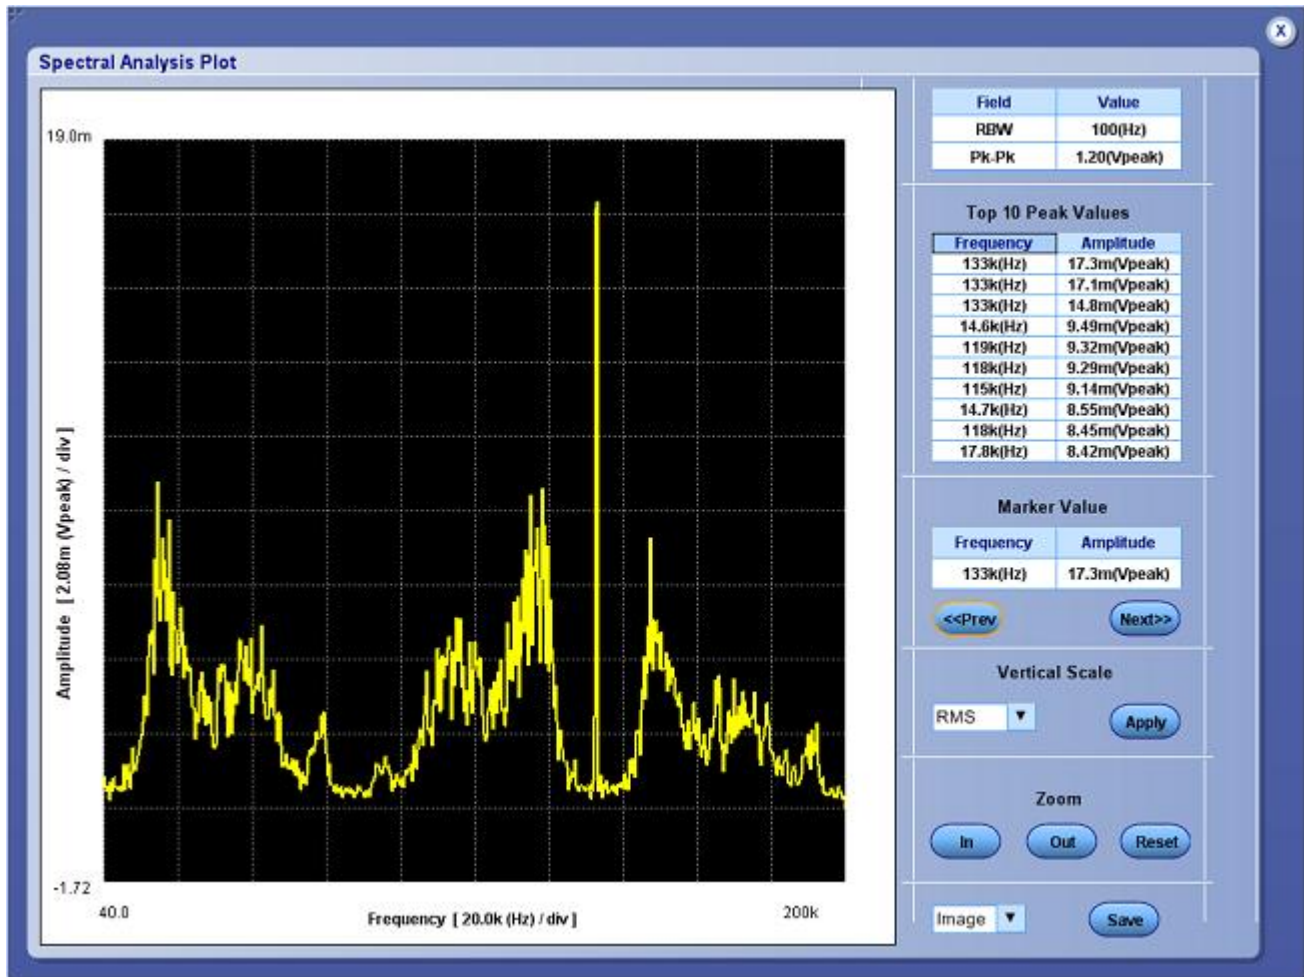 X
Spectral Analysis Plot
19.0m
Amplitude [ 2.08m (Vpeak) / div ]
-1.72
40.0
Frequency [ 20.0k (Hz) / div ]
200k
Field Value
RBW 100(Hz)
Pk-Pk 1.20(Vpeak)
Top 10 Peak Values
Frequency Amplitude
133k(Hz) 17.3m(Vpeak)
133k(Hz) 17.1m(Vpeak)
133k(Hz) 14.8m(Vpeak)
14.6k(Hz) 9.49m(Vpeak)
119k(Hz) 9.32m(Vpeak)
118k(Hz) 9.29m(Vpeak)
115k(Hz) 9.14m(Vpeak)
14.7k(Hz) 8.55m(Vpeak)
118k(Hz) 8.45m(Vpeak)
17.8k(Hz) 8.42m(Vpeak)
Marker Value
Frequency Amplitude
133k(Hz) 17.3m(Vpeak)
<<Prev Next>>
Vertical Scale
RMS Apply
Zoom
In Out Reset
Image Save